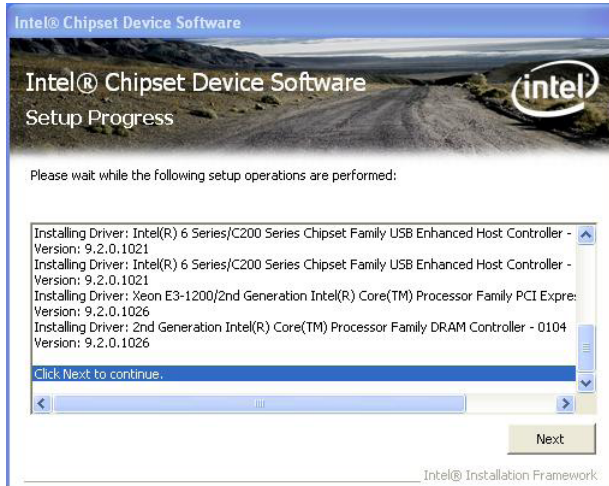 Intel® Chipset Device Software
Intel® Chipset Device Software
intel
Setup Progress
Please wait while the following setup operations are performed:
Installing Driver: Intel(R) 6 Series/C200 Series Chipset Family USB Enhanced Host Controller -
Version: 9.2.0.1021
Installing Driver: Intel(R) 6 Series/C200 Series Chipset Family USB Enhanced Host Controller -
Version: 9.2.0.1021
Installing Driver: Xeon E3-1200/2nd Generation Intel(R) Core(TM) Processor Family PCI Expres
Version: 9.2.0.1026
Installing Driver: 2nd Generation Intel(R) Core(TM) Processor Family DRAM Controller - 0104
Version: 9.2.0.1026
Click Next to continue.
Next
Intel® Installation Framework